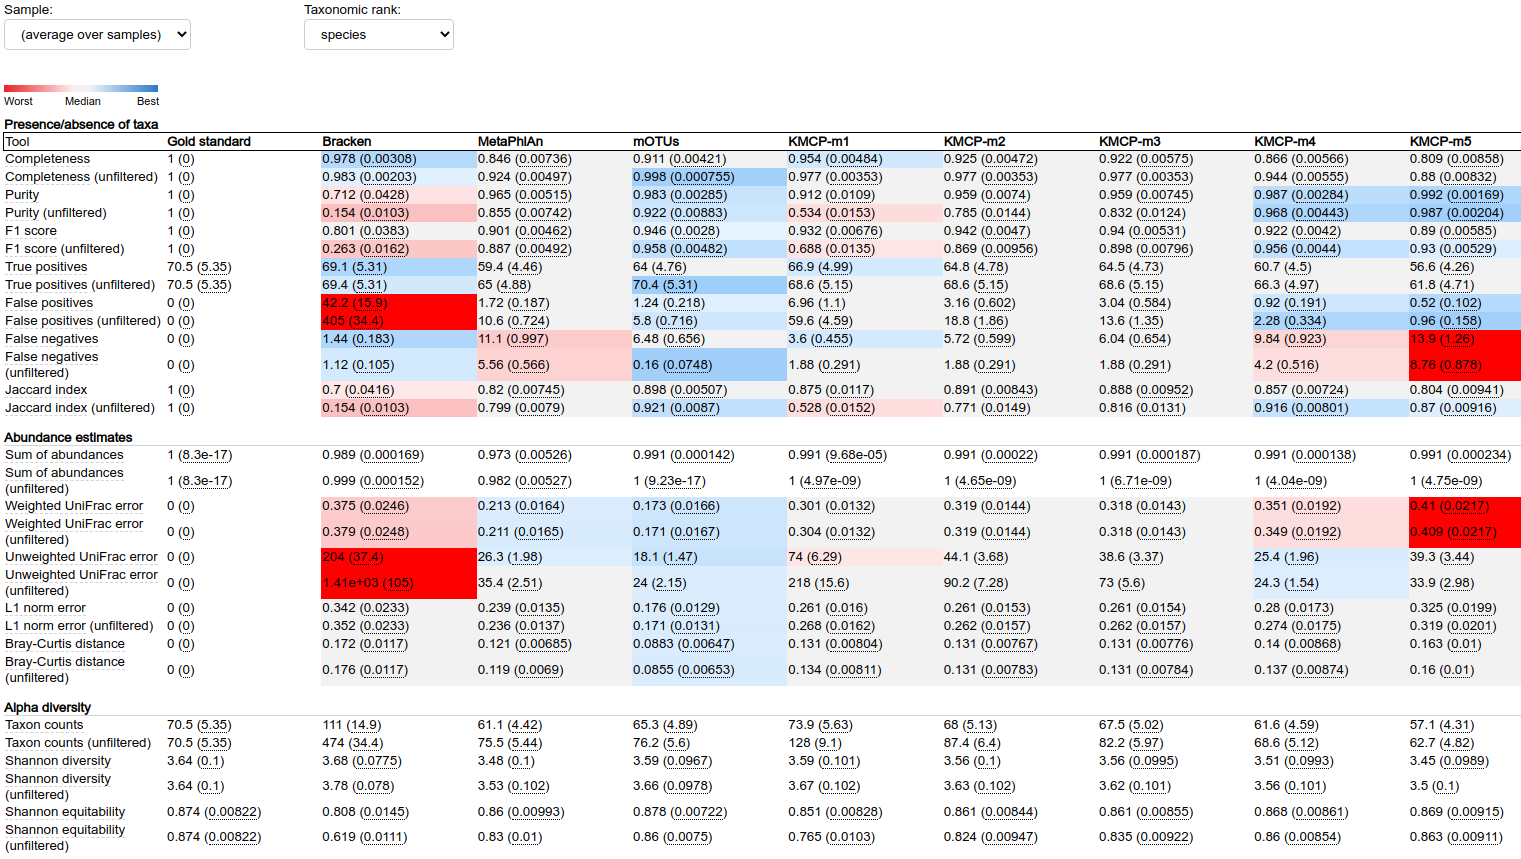 Sample: Taxonomic rank:
(average over samples) species
Worst Median Best
Presence/absence of taxa
Tool Gold standard Bracken MetaPhlAn mOTUs KMCP-m1 KMCP-m2 KMCP-m3 KMCP-m4 KMCP-m5
Completeness 1 (0) 0.978 (0.00308) 0.846 (0.00736) 0.911 (0.00421) 0.954 (0.00484) 0.925 (0.00472) 0.922 (0.00575) 0.866 (0.00566) 0.809 (0.00858)
Completeness (unfiltered) 1 (0) 0.983 (0.00203) 0.924 (0.00497) 0.998 (0.000755) 0.977 (0.00353) 0.977 (0.00353) 0.977 (0.00353) 0.944 (0.00555) 0.88 (0.00832)
Purity 1 (0) 0.712 (0.0428) 0.965 (0.00515) 0.983 (0.00285) 0.912 (0.0109) 0.959 (0.0074) 0.959 (0.00745) 0.987 (0.00284) 0.992 (0.00169)
Purity (unfiltered) 1 (0) 0.154 (0.0103) 0.855 (0.00742) 0.922 (0.00883) 0.534 (0.0153) 0.785 (0.0144) 0.832 (0.0124) 0.968 (0.00443) 0.987 (0.00204)
F1 score 1 (0) 0.801 (0.0383) 0.901 (0.00462) 0.946 (0.0028) 0.932 (0.00676) 0.942 (0.0047) 0.94 (0.00531) 0.922 (0.0042) 0.89 (0.00585)
F1 score (unfiltered) 1 (0) 0.263 (0.0162) 0.887 (0.00492) 0.958 (0.00482) 0.688 (0.0135) 0.869 (0.00956) 0.898 (0.00796) 0.956 (0.0044) 0.93 (0.00529)
True positives 70.5 (5.35) 69.1 (5.31) 59.4 (4.46) 64 (4.76) 66.9 (4.99) 64.8 (4.78) 64.5 (4.73) 60.7 (4.5) 56.6 (4.26)
True positives (unfiltered) 70.5 (5.35) 69.4 (5.31) 65 (4.88) 70.4 (5.31) 68.6 (5.15) 68.6 (5.15) 68.6 (5.15) 66.3 (4.97) 61.8 (4.71)
False positives 0 (0) 42.2 (15.9) 1.72 (0.187) 1.24 (0.218) 6.96 (1.1) 3.16 (0.602) 3.04 (0.584) 0.92 (0.191) 0.52 (0.102)
False positives (unfiltered) 0 (0) 405 (34.4) 10.6 (0.724) 5.8 (0.716) 59.6 (4.59) 18.8 (1.86) 13.6 (1.35) 2.28 (0.334) 0.96 (0.158)
False negatives 0 (0) 1.44 (0.183) 11.1 (0.997) 6.48 (0.656) 3.6 (0.455) 5.72 (0.599) 6.04 (0.654) 9.84 (0.923) 13.9 (1.26)
False negatives
(unfiltered) 0 (0) 1.12 (0.105) 5.56 (0.566) 0.16 (0.0748) 1.88 (0.291) 1.88 (0.291) 1.88 (0.291) 4.2 (0.516) 8.76 (0.878)
Jaccard index 1 (0) 0.7 (0.0416) 0.82 (0.00745) 0.898 (0.00507) 0.875 (0.0117) 0.891 (0.00843) 0.888 (0.00952) 0.857 (0.00724) 0.804 (0.00941)
Jaccard index (unfiltered) 1 (0) 0.154 (0.0103) 0.799 (0.0079) 0.921 (0.0087) 0.528 (0.0152) 0.771 (0.0149) 0.816 (0.0131) 0.916 (0.00801) 0.87 (0.00916)
Abundance estimates
Sum of abundances 1 (8.3e-17) 0.989 (0.000169) 0.973 (0.00526) 0.991 (0.000142) 0.991 (9.68e-05) 0.991 (0.00022) 0.991 (0.000187) 0.991 (0.000138) 0.991 (0.000234)
Sum of abundances
(unfiltered) 1 (8.3e-17) 0.999 (0.000152) 0.982 (0.00527) 1 (9.23e-17) 1 (4.97e-09) 1 (4.65e-09) 1 (6.71e-09) 1 (4.04e-09) 1 (4.75e-09)
Weighted UniFrac error 0 (0) 0.375 (0.0246) 0.213 (0.0164) 0.173 (0.0166) 0.301 (0.0132) 0.319 (0.0144) 0.318 (0.0143) 0.351 (0.0192) 0.41 (0.0217)
Weighted UniFrac error
(unfiltered) 0 (0) 0.379 (0.0248) 0.211 (0.0165) 0.171 (0.0167) 0.304 (0.0132) 0.319 (0.0144) 0.318 (0.0143) 0.349 (0.0192) 0.409 (0.0217)
Unweighted UniFrac error 0 (0) 204 (37.4) 26.3 (1.98) 18.1 (1.47) 74 (6.29) 44.1 (3.68) 38.6 (3.37) 25.4 (1.96) 39.3 (3.44)
Unweighted UniFrac error
(unfiltered) 0 (0) 1.41e+03 (105) 35.4 (2.51) 24 (2.15) 218 (15.6) 90.2 (7.28) 73 (5.6) 24.3 (1.54) 33.9 (2.98)
L1 norm error 0 (0) 0.342 (0.0233) 0.239 (0.0135) 0.176 (0.0129) 0.261 (0.016) 0.261 (0.0153) 0.261 (0.0154) 0.28 (0.0173) 0.325 (0.0199)
L1 norm error (unfiltered) 0 (0) 0.352 (0.0233) 0.236 (0.0137) 0.171 (0.0131) 0.268 (0.0162) 0.262 (0.0157) 0.262 (0.0157) 0.274 (0.0175) 0.319 (0.0201)
Bray-Curtis distance 0 (0) 0.172 (0.0117) 0.121 (0.00685) 0.0883 (0.00647) 0.131 (0.00804) 0.131 (0.00767) 0.131 (0.00776) 0.14 (0.00868) 0.163 (0.01)
Bray-Curtis distance
(unfiltered) 0 (0) 0.176 (0.0117) 0.119 (0.0069) 0.0855 (0.00653) 0.134 (0.00811) 0.131 (0.00783) 0.131 (0.00784) 0.137 (0.00874) 0.16 (0.01)
Alpha diversity
Taxon counts 70.5 (5.35) 111 (14.9) 61.1 (4.42) 65.3 (4.89) 73.9 (5.63) 68 (5.13) 67.5 (5.02) 61.6 (4.59) 57.1 (4.31)
Taxon counts (unfiltered) 70.5 (5.35) 474 (34.4) 75.5 (5.44) 76.2 (5.6) 128 (9.1) 87.4 (6.4) 82.2 (5.97) 68.6 (5.12) 62.7 (4.82)
Shannon diversity 3.64 (0.1) 3.68 (0.0775) 3.48 (0.1) 3.59 (0.0967) 3.59 (0.101) 3.56 (0.1) 3.56 (0.0995) 3.51 (0.0993) 3.45 (0.0989)
Shannon diversity
(unfiltered) 3.64 (0.1) 3.78 (0.078) 3.53 (0.102) 3.66 (0.0978) 3.67 (0.102) 3.63 (0.102) 3.62 (0.101) 3.56 (0.101) 3.5 (0.1)
Shannon equitability 0.874 (0.00822) 0.808 (0.0145) 0.86 (0.00993) 0.878 (0.00722) 0.851 (0.00828) 0.861 (0.00844) 0.861 (0.00855) 0.868 (0.00861) 0.869 (0.00915)
Shannon equitability
(unfiltered) 0.874 (0.00822) 0.619 (0.0111) 0.83 (0.01) 0.86 (0.0075) 0.765 (0.0103) 0.824 (0.00947) 0.835 (0.00922) 0.86 (0.00854) 0.863 (0.00911)